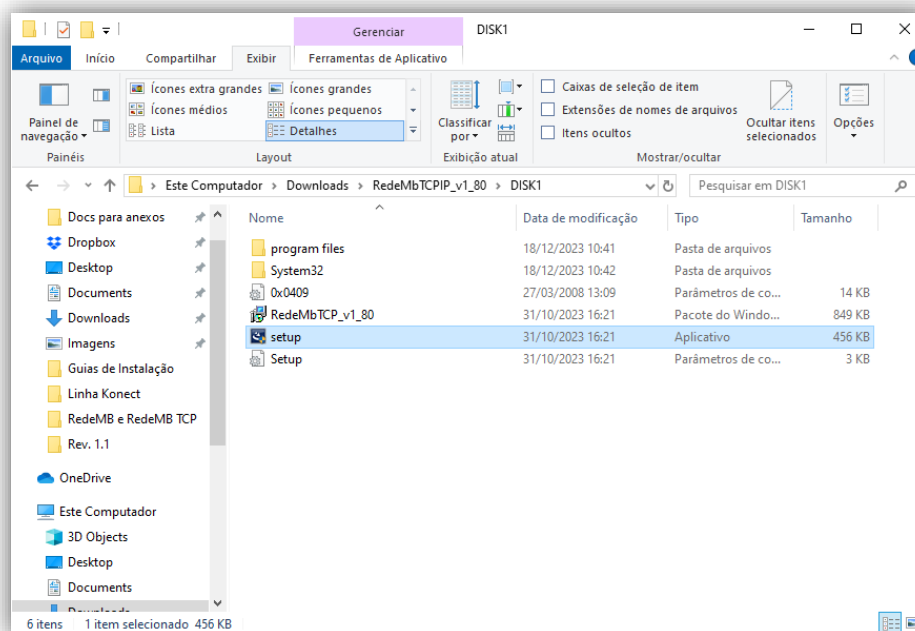 Gerenciar DISK1
Arquivo Início Compartilhar Exibir Ferramentas de Aplicativo
Painel de navegação
Painéis
Ícones extra grandes Ícones grandes
Ícones médios Ícones pequenos
Lista Detalhes
Layout
Classificar por
Exibição atual
Caixas de seleção de item
Extensões de nomes de arquivos
Itens ocultos
Ocultar itens selecionados
Mostrar/ocultar
Opções
Este Computador > Downloads > RedeMbTCPIP_v1_80 > DISK1
Pesquisar em DISK1
Docs para anexos
Dropbox
Desktop
Documents
Downloads
Imagens
Guias de Instalação
Linha Konect
RedeMB e RedeMB TCP
Rev. 1.1
OneDrive
Este Computador
3D Objects
Desktop
Documents
Downloads
Nome Data de modificação Tipo Tamanho
program files 18/12/2023 10:41 Pasta de arquivos
System32 18/12/2023 10:42 Pasta de arquivos
0x0409 27/03/2008 13:09 Parâmetros de co... 14 KB
RedeMbTCP_v1_80 31/10/2023 16:21 Pacote do Windo... 849 KB
setup 31/10/2023 16:21 Aplicativo 456 KB
Setup 31/10/2023 16:21 Parâmetros de co... 3 KB
6 itens 1 item selecionado 456 KB